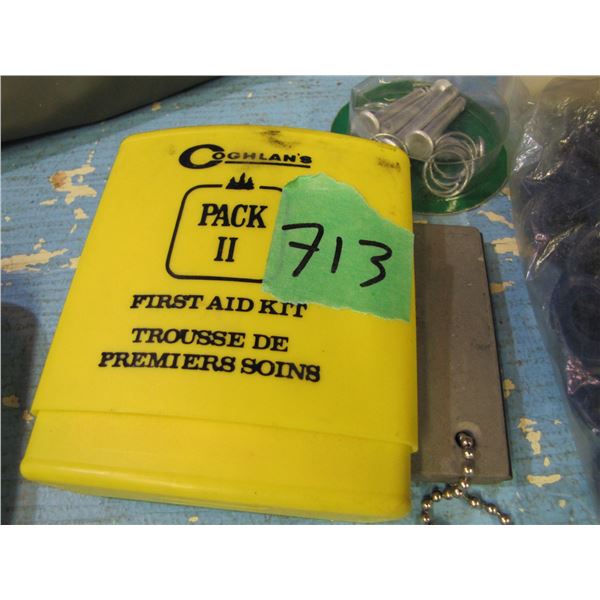 COGHLAN'S
PACK
II
713
FIRST AID KIT
TROUSSE DE
PREMIERS SOINS